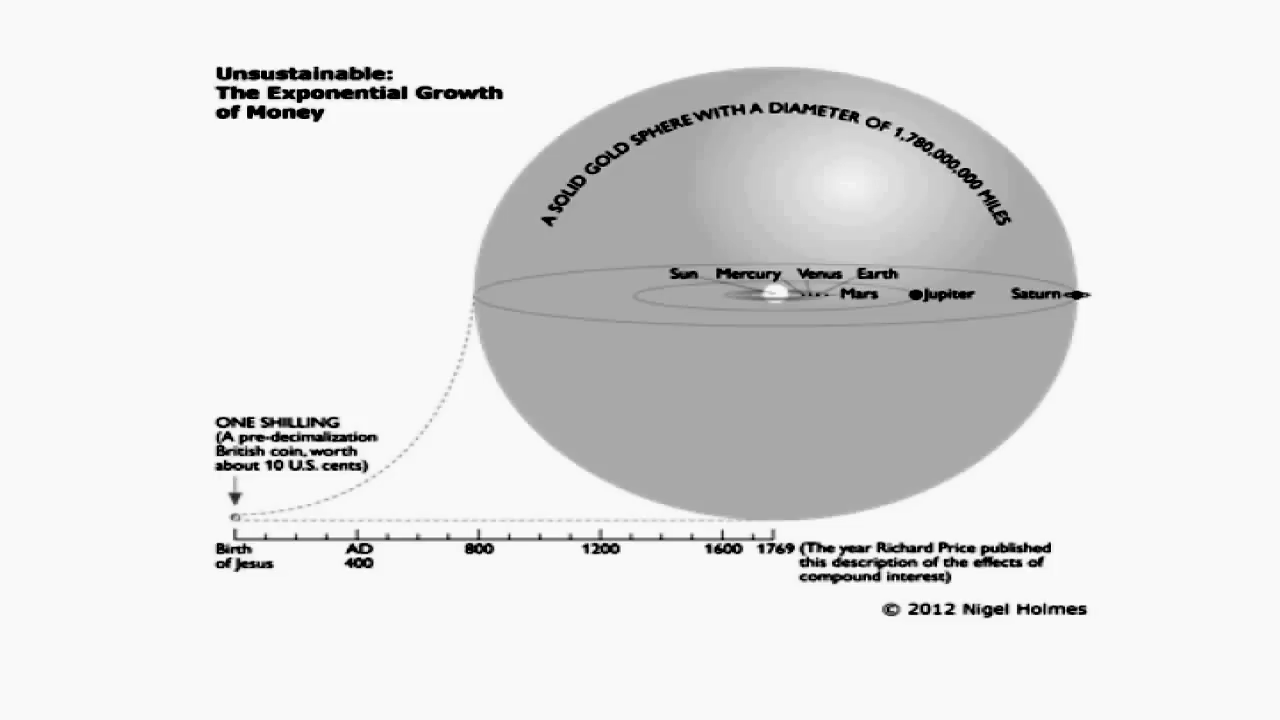 Unsustainable:
The Exponential Growth
of Money
A SOLID GOLD SPHERE WITH A DIAMETER OF 1,780,000,000 MILES
Sun Mercury Venus Earth
Mars Jupiter Saturn
ONE SHILLING
(A pre-decimalization
British coin, worth
about 10 U.S. cents)
Birth
of Jesus
AD
400
800
1200
1600
1769
(The year Richard Price published
this description of the effects of
compound interest)
© 2012 Nigel Holmes